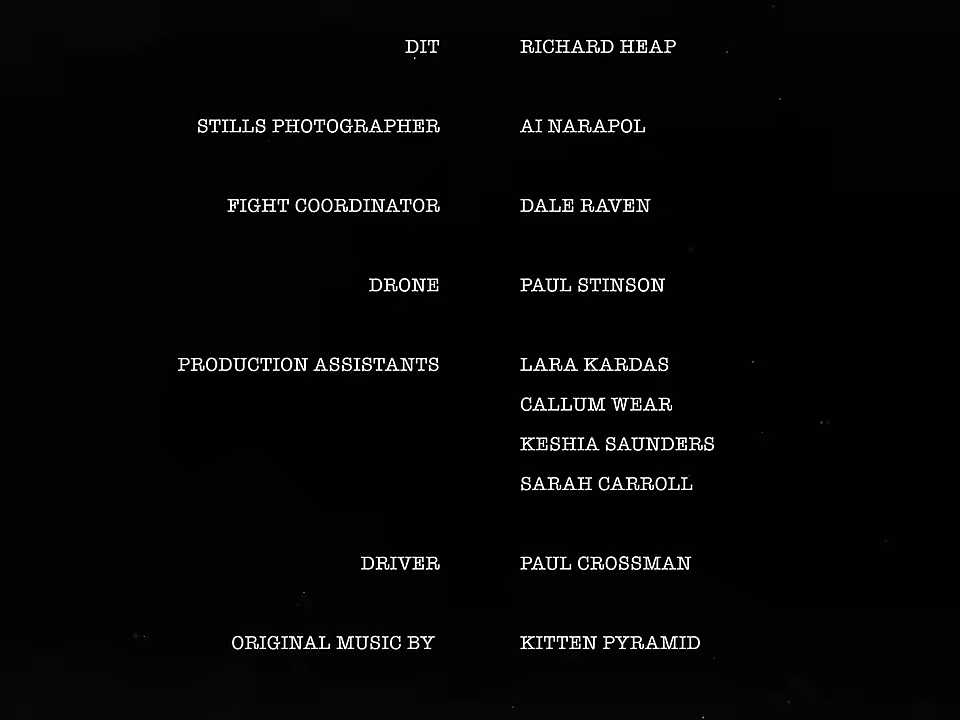 DIT RICHARD HEAP
STILLS PHOTOGRAPHER AI NARAPOL
FIGHT COORDINATOR DALE RAVEN
DRONE PAUL STINSON
PRODUCTION ASSISTANTS LARA KARDAS
CALLUM WEAR
KESHIA SAUNDERS
SARAH CARROLL
DRIVER PAUL CROSSMAN
ORIGINAL MUSIC BY KITTEN PYRAMID